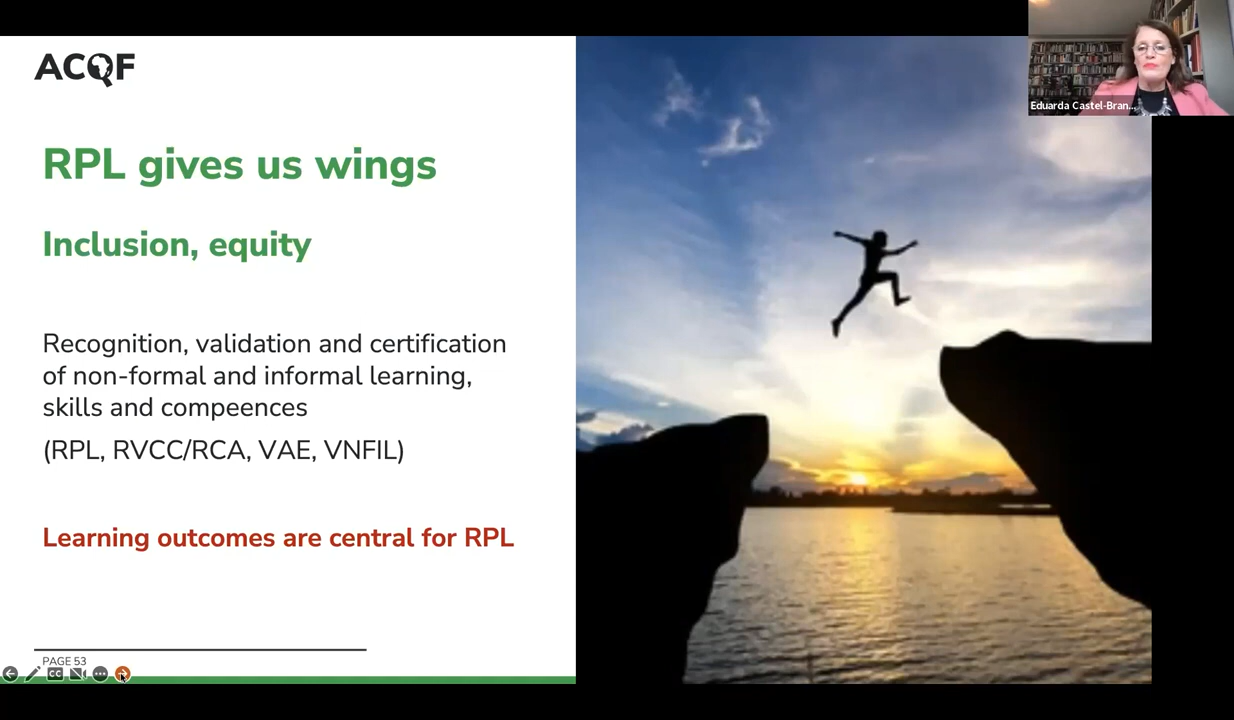 ACQF
Eduarda Castel-Bran...
RPL gives us wings
Inclusion, equity
Recognition, validation and certification
of non-formal and informal learning,
skills and compeences
(RPL, RVCC/RCA, VAE, VNFIL)
Learning outcomes are central for RPL
PAGE 53
CC